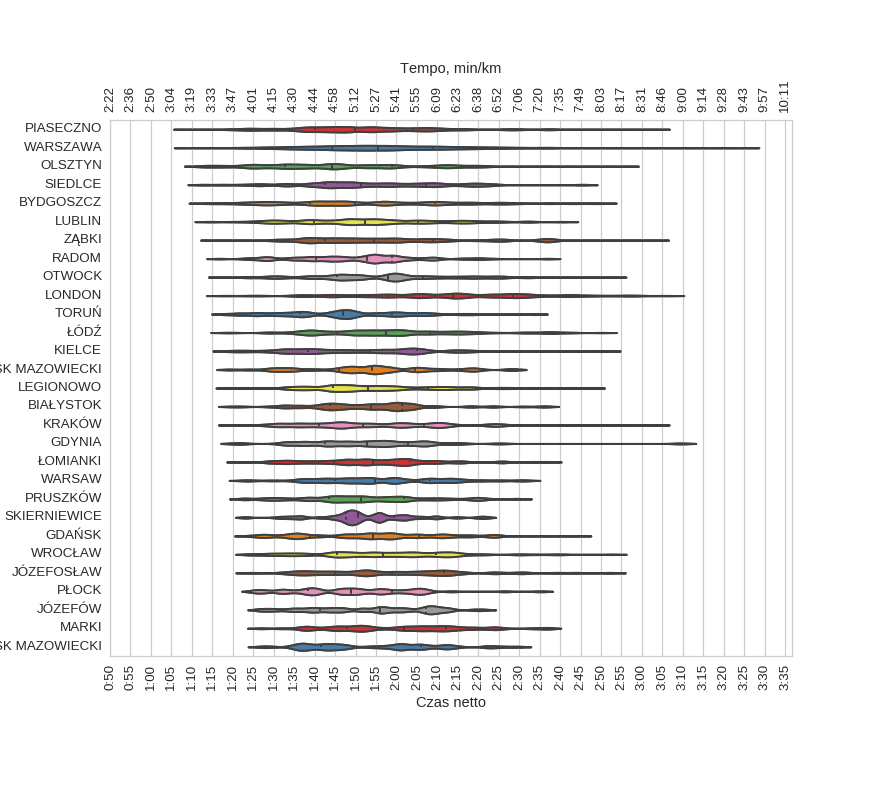 Tempo, min/km
2:22 2:36 2:50 3:04 3:19 3:33 3:47 4:01 4:15 4:30 4:44 4:58 5:12 5:27 5:41 5:55 6:09 6:23 6:38 6:52 7:06 7:20 7:35 7:49 8:03 8:17 8:31 8:46 9:00 9:14 9:28 9:43 9:57 10:11
PIASECZNO
WARSZAWA
OLSZTYN
SIEDLCE
BYDGOSZCZ
LUBLIN
ZĄBKI
RADOM
OTWOCK
LONDON
TORUŃ
ŁÓDŹ
KIELCE
SK MAZOWIECKI
LEGIONOWO
BIAŁYSTOK
KRAKÓW
GDYNIA
ŁOMIANKI
WARSAW
PRUSZKÓW
SKIERNIEWICE
GDAŃSK
WROCŁAW
JÓZEFOSŁAW
PŁOCK
JÓZEFÓW
MARKI
SK MAZOWIECKI
0:50 0:55 1:00 1:05 1:10 1:15 1:20 1:25 1:30 1:35 1:40 1:45 1:50 1:55 2:00 2:05 2:10 2:15 2:20 2:25 2:30 2:35 2:40 2:45 2:50 2:55 3:00 3:05 3:10 3:15 3:20 3:25 3:30 3:35
Czas netto